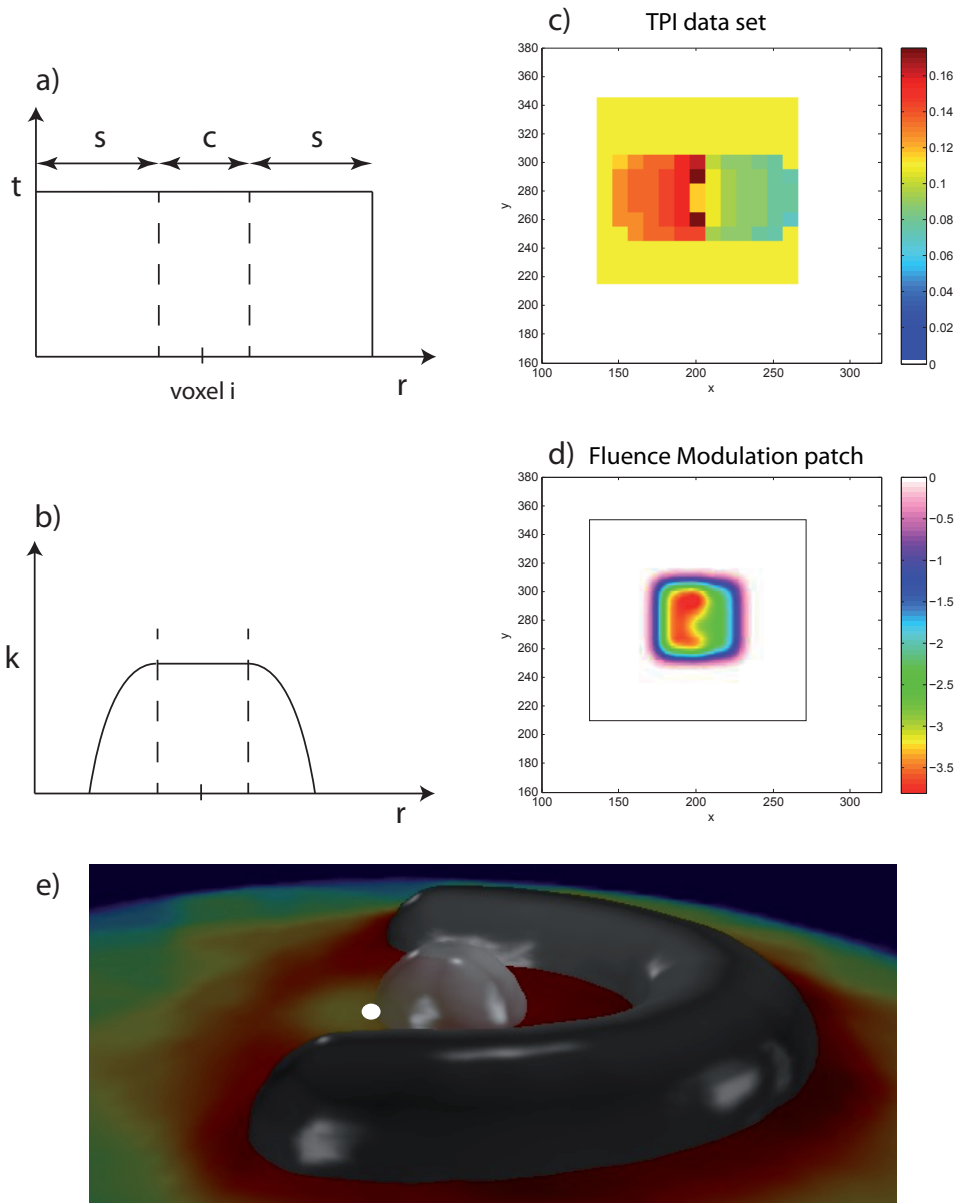 a)
s
c
s
t
voxel i
r
b)
k
r
c)
TPI data set
380
360
340
320
300
280
260
240
220
200
180
160
y
100
150
200
250
300
x
0.16
0.14
0.12
0.1
0.08
0.06
0.04
0.02
0
d)
Fluence Modulation patch
380
360
340
320
300
280
260
240
220
200
180
160
y
100
150
200
250
300
x
0
−0.5
−1
−1.5
−2
−2.5
−3
−3.5
e)